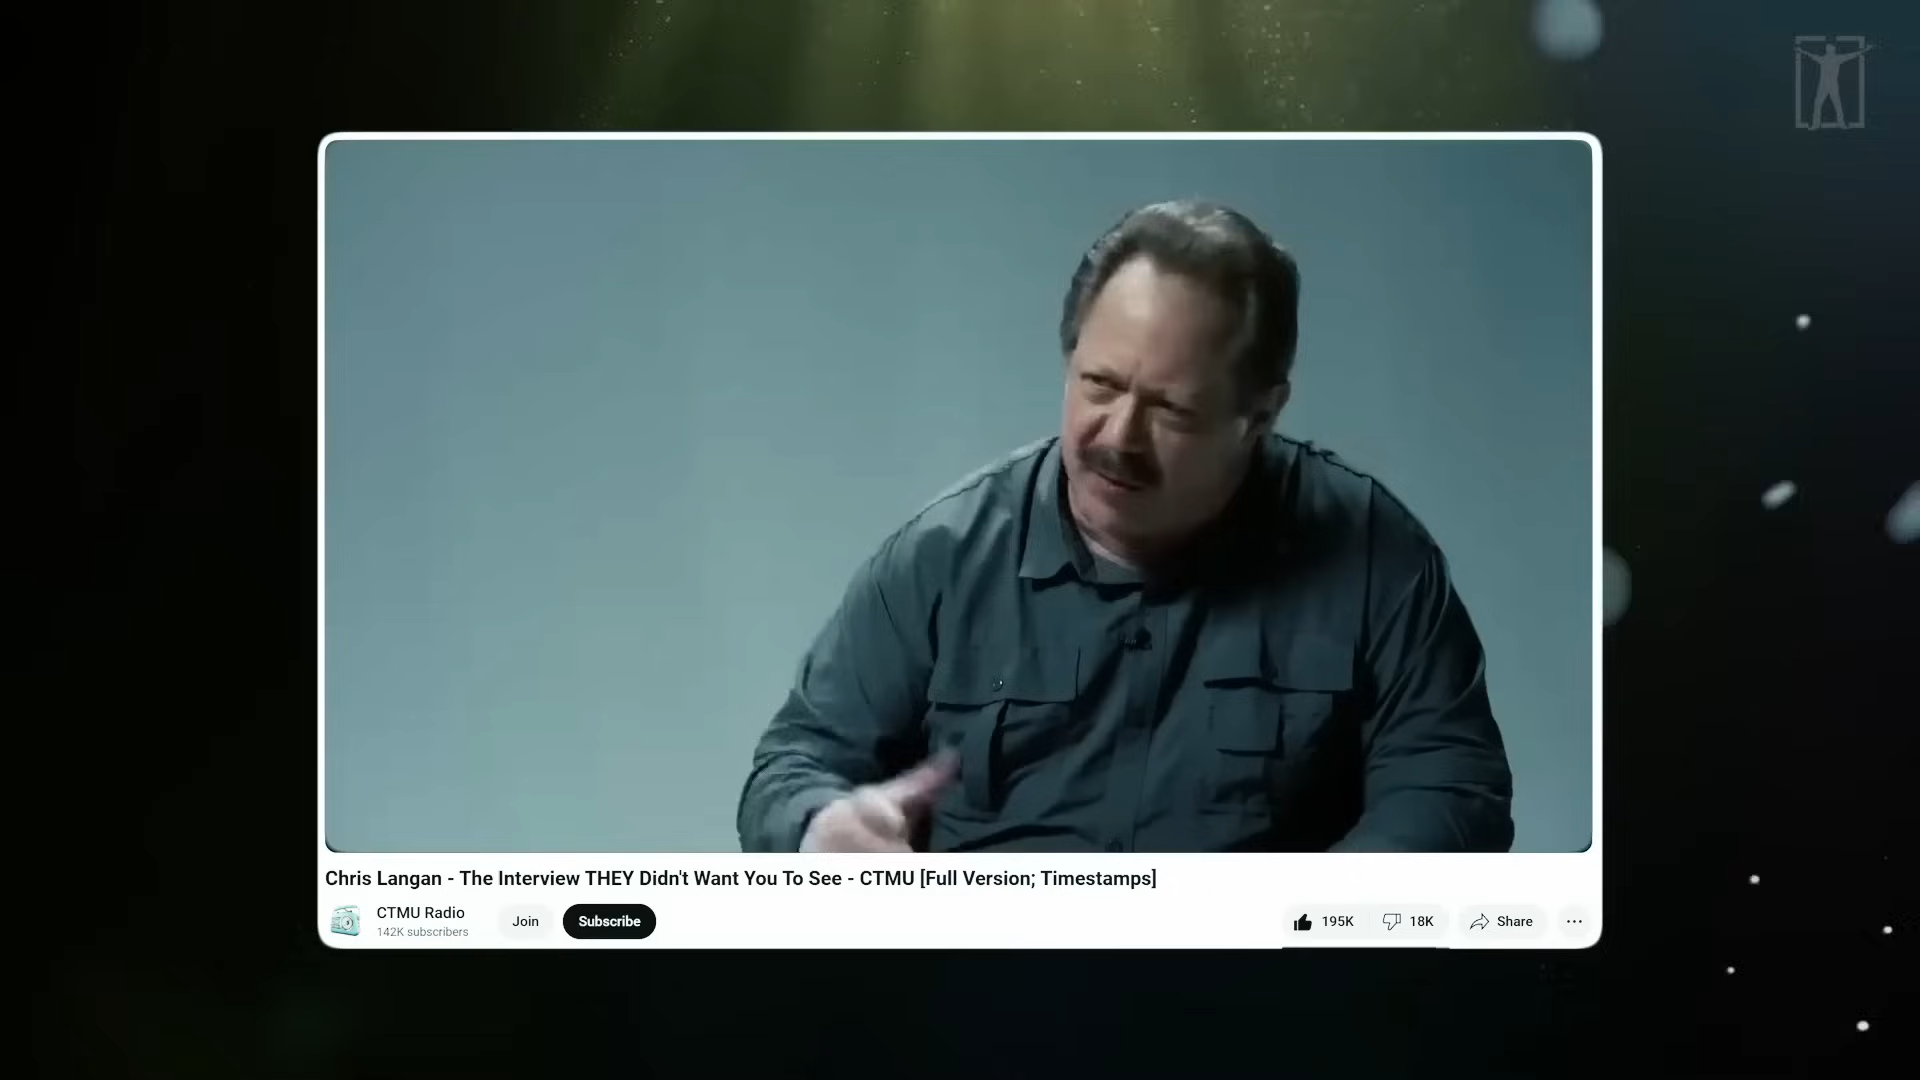 Chris Langan - The Interview THEY Didn't Want You To See - CTMU [Full Version; Timestamps]
CTMU Radio
142K subscribers
Join
Subscribe
195K
18K
Share